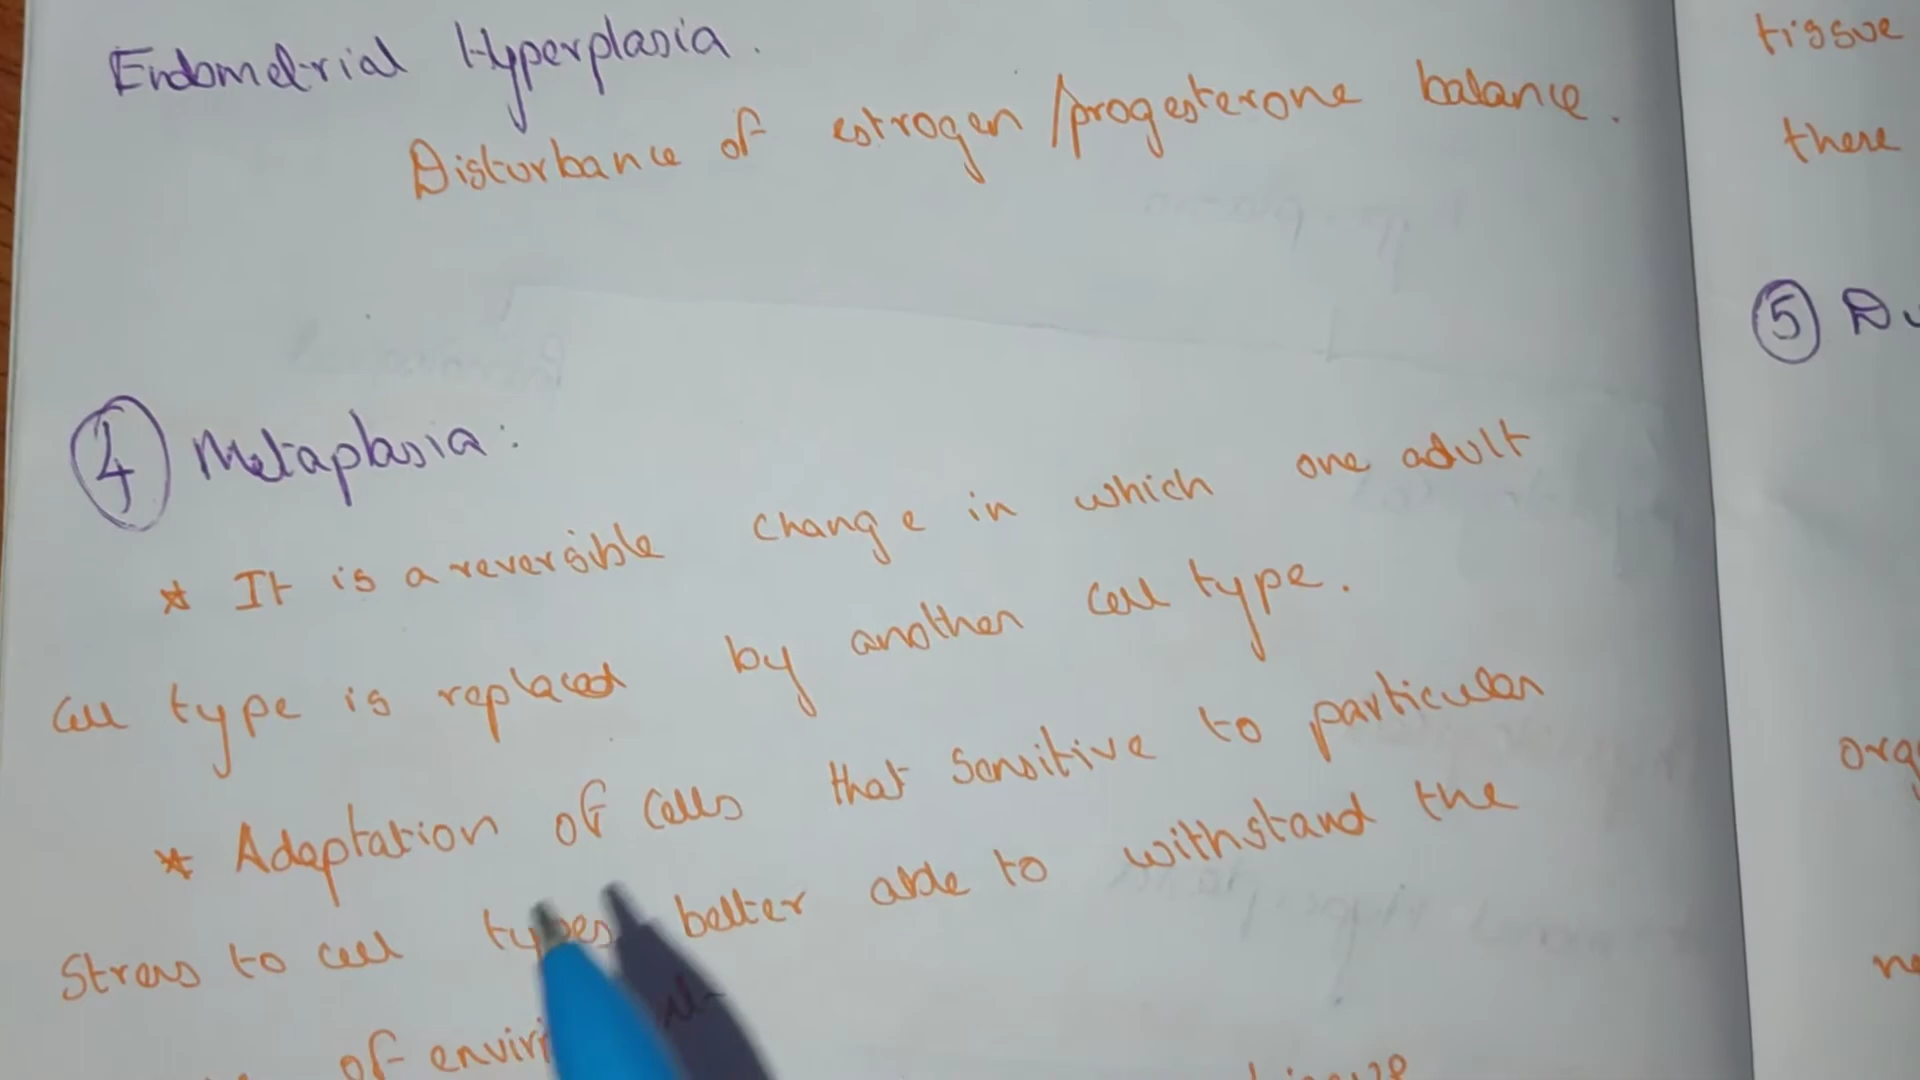 Endometrial Hyperplasia.
Disturbance of estrogen/progesterone balance.
④ Metaplasia:
* It is a reversible change in which one adult
cell type is replaced by another cell type.
* Adaptation of cells that sensitive to particular
stress to cell types better able to withstand the
of
tissue
there
⑤